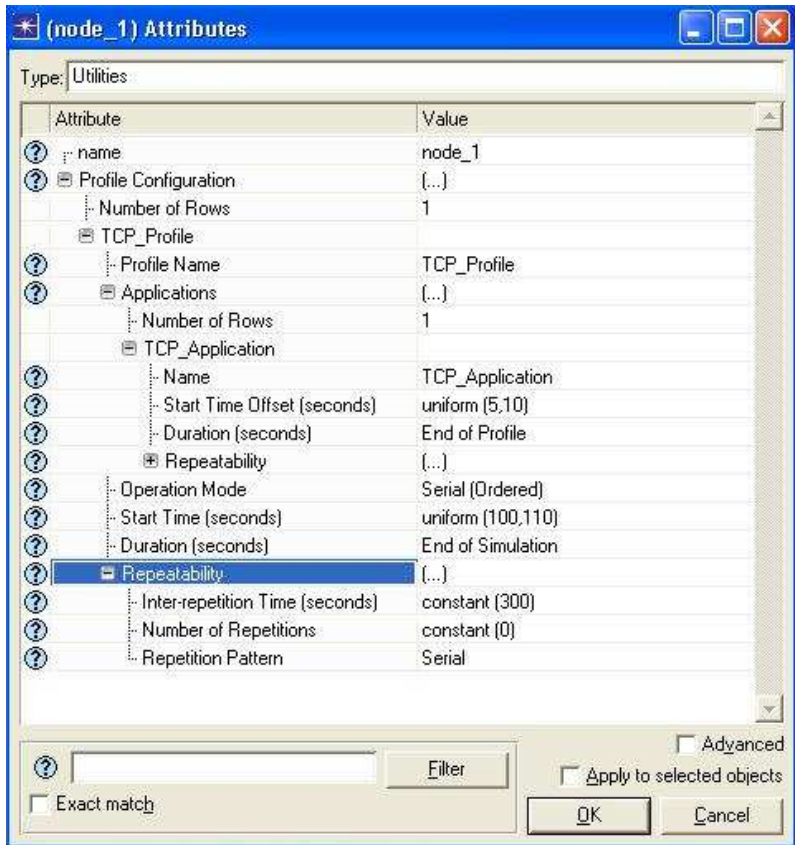 (node_1) Attributes
Type: Utilities
Attribute Value
name node_1
Profile Configuration (...)
Number of Rows 1
TCP_Profile
Profile Name TCP_Profile
Applications (...)
Number of Rows 1
TCP_Application
Name TCP_Application
Start Time Offset (seconds) uniform (5,10)
Duration (seconds) End of Profile
Repeatability (...)
Operation Mode Serial (Ordered)
Start Time (seconds) uniform (100,110)
Duration (seconds) End of Simulation
Repeatability (...)
Inter-repetition Time (seconds) constant (300)
Number of Repetitions constant (0)
Repetition Pattern Serial
Advanced
Filter
Apply to selected objects
Exact match
OK Cancel